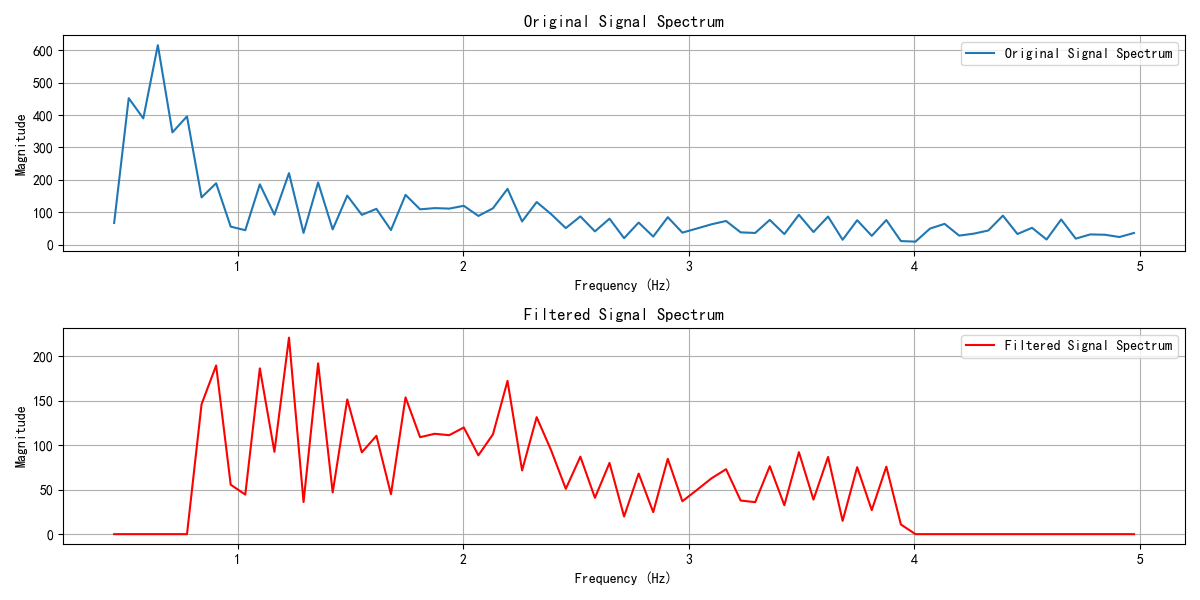 Original Signal Spectrum
Original Signal Spectrum
600
500
400
300
200
100
0
Magnitude
1 2 3 4 5
Frequency (Hz)
Filtered Signal Spectrum
Filtered Signal Spectrum
200
150
100
50
0
Magnitude
1 2 3 4 5
Frequency (Hz)